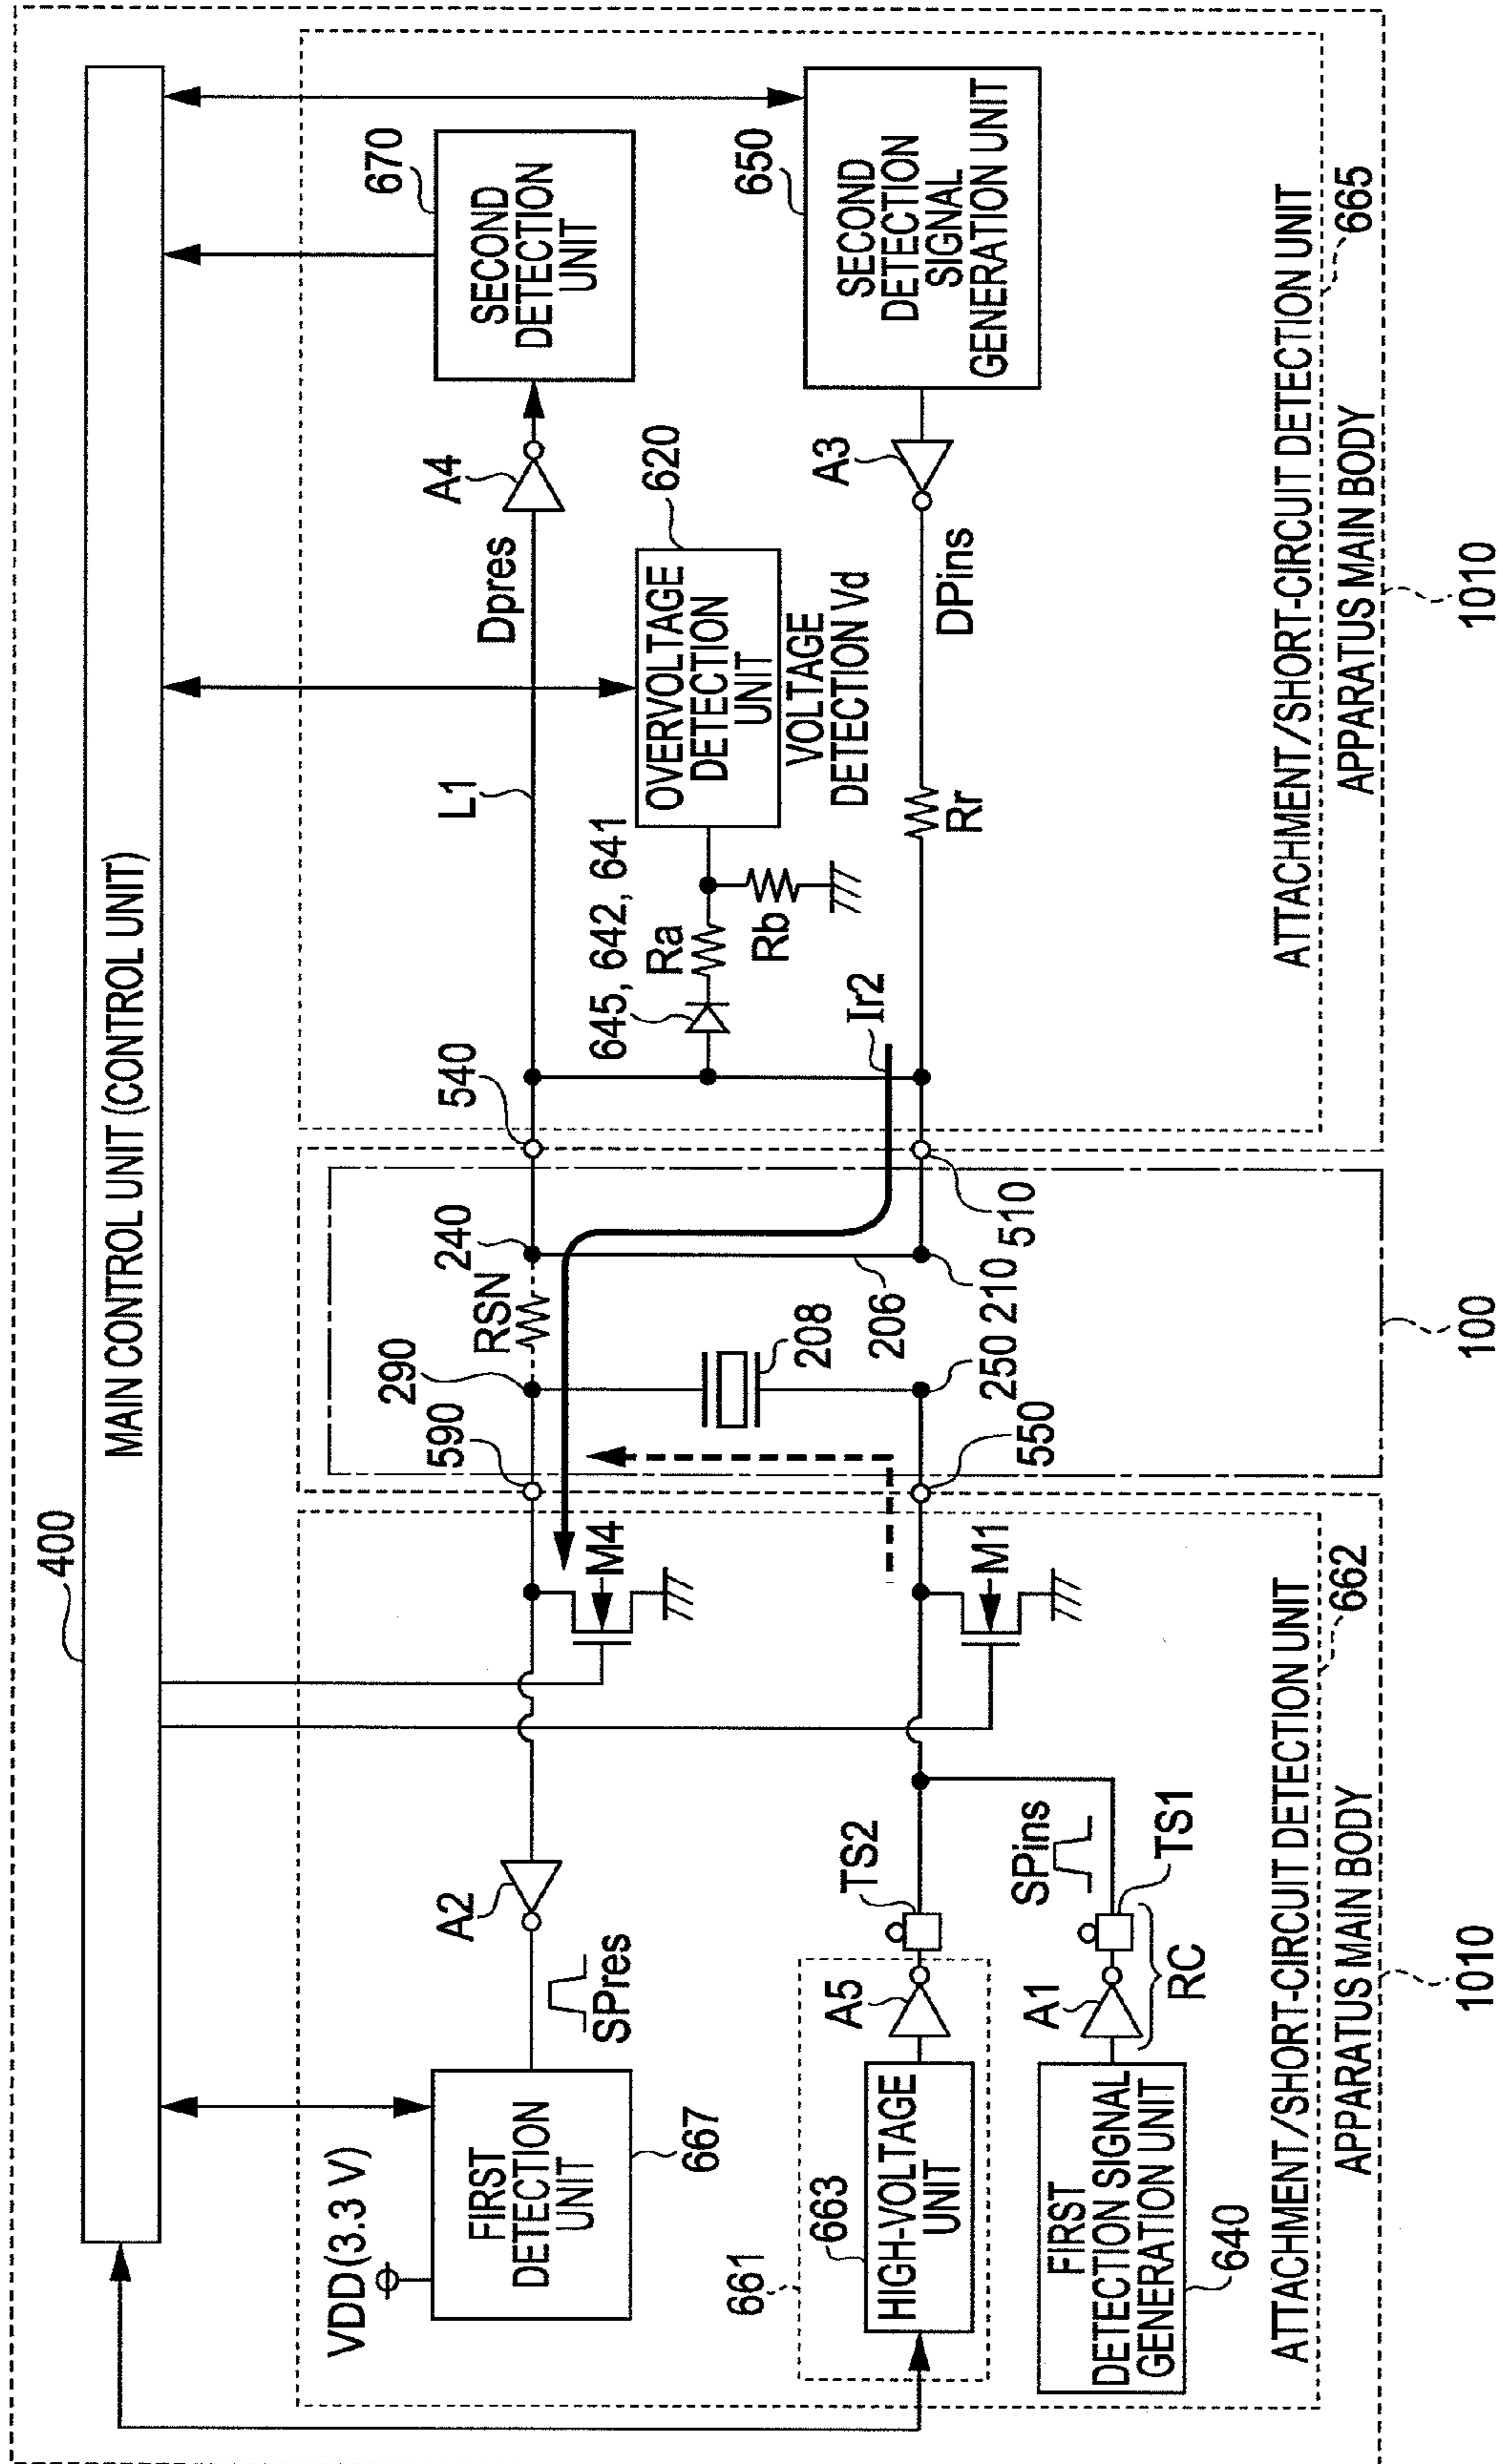 400
MAIN CONTROL UNIT (CONTROL UNIT)
VDD(3.3 V)
FIRST
DETECTION
UNIT
667
SPres
A2
M4
590
290
RSN
240
540
L1
Dpres
A4
SECOND
DETECTION
UNIT
670
661
663
HIGH-VOLTAGE
UNIT
A5
TS2
645, 642, 641
Ra
Rb
OVERVOLTAGE
DETECTION
UNIT
620
VOLTAGE
DETECTION Vd
208
206
Ir2
FIRST
DETECTION SIGNAL
GENERATION UNIT
640
A1
RC
SPins
TS1
M1
550
250
210
510
Rr
DPins
A3
SECOND
DETECTION
SIGNAL
GENERATION UNIT
650
ATTACHMENT/SHORT-CIRCUIT DETECTION UNIT
662
ATTACHMENT/SHORT-CIRCUIT DETECTION UNIT
665
APPARATUS MAIN BODY
APPARATUS MAIN BODY
1010
100
1010